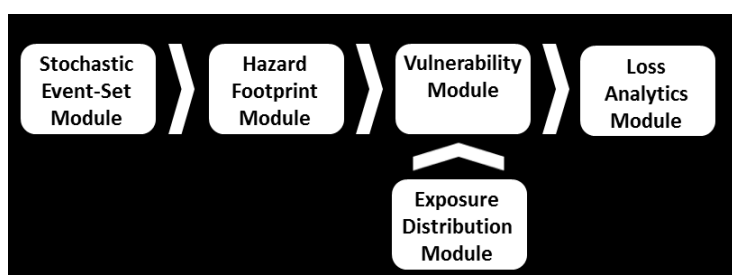 Stochastic
Event-Set
Module
Hazard
Footprint
Module
Vulnerability
Module
Loss
Analytics
Module
Exposure
Distribution
Module